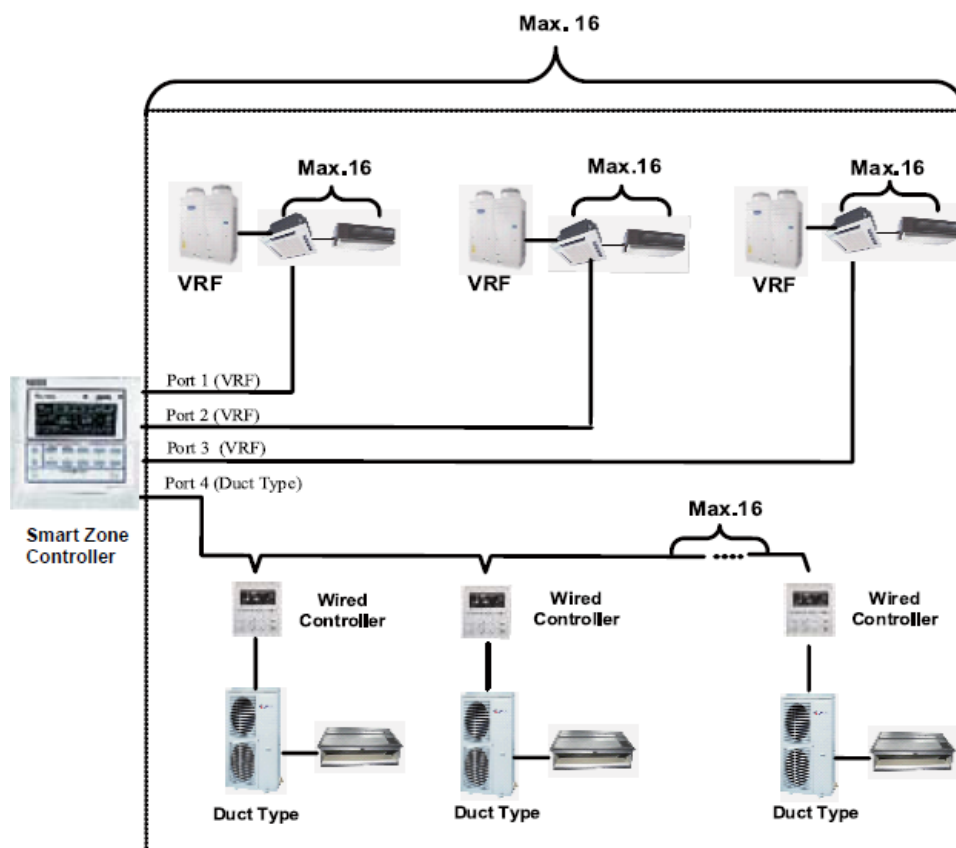 Max. 16
Max.16
Max.16
Max.16
VRF
VRF
VRF
Port 1 (VRF)
Port 2 (VRF)
Port 3 (VRF)
Port 4 (Duct Type)
Smart Zone
Controller
Max.16
Wired
Controller
Wired
Controller
Wired
Controller
Duct Type
Duct Type
Duct Type